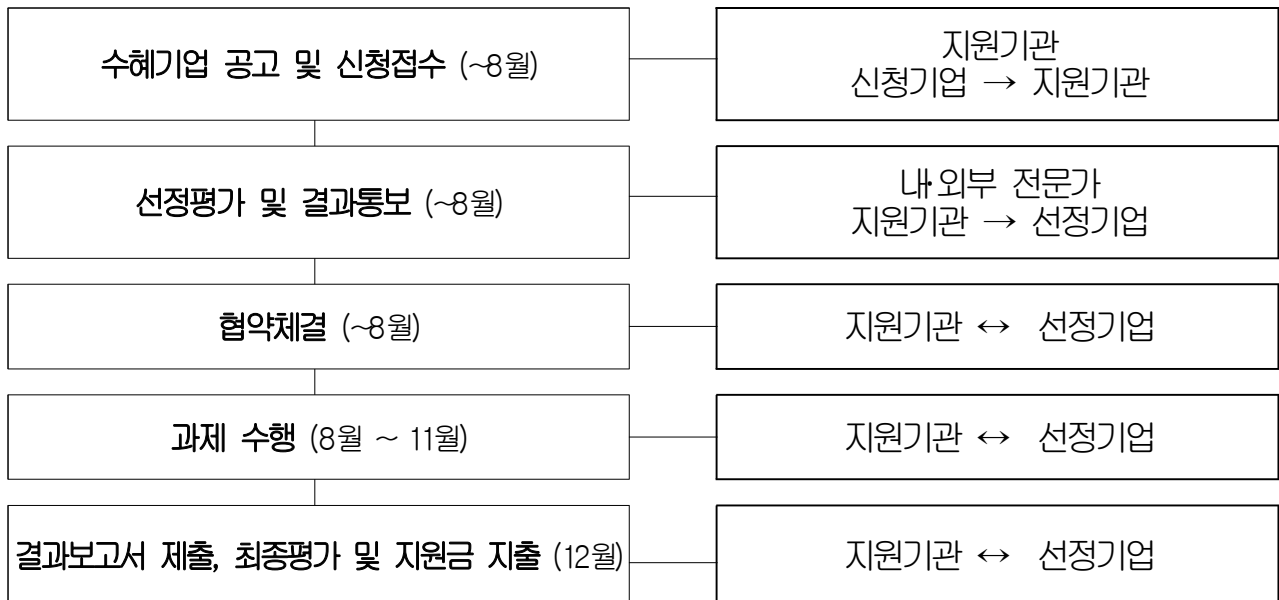 수혜기업 공고 및 신청접수 (~8월)
지원기관
신청기업 → 지원기관
선정평가 및 결과통보 (~8월)
내·외부 전문가
지원기관 → 선정기업
협약체결 (~8월)
지원기관 ↔ 선정기업
과제 수행 (8월 ~ 11월)
지원기관 ↔ 선정기업
결과보고서 제출, 최종평가 및 지원금 지출 (12월)
지원기관 ↔ 선정기업